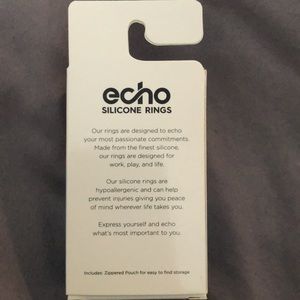 echo
SILICONE RINGS
Our rings are designed to echo
your most passionate commitments.
Made from the finest silicone,
our rings are designed for
work, play, and life.
Our silicone rings are
hypoallergenic and can help
prevent injuries giving you peace
of mind wherever life takes you.
Express yourself and echo
what's most important to you.
Includes: Zippered Pouch for easy to find storage